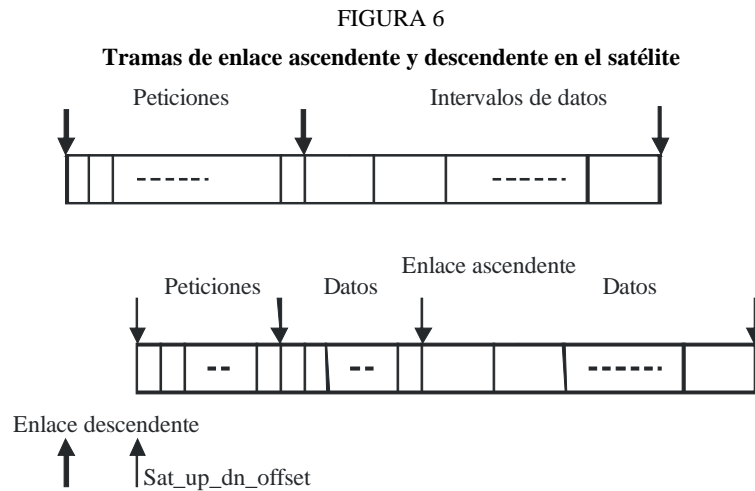 FIGURA 6
Tramas de enlace ascendente y descendente en el satélite
Peticiones Intervalos de datos
Enlace ascendente
Peticiones Datos Datos
Enlace descendente
Sat_up_dn_offset